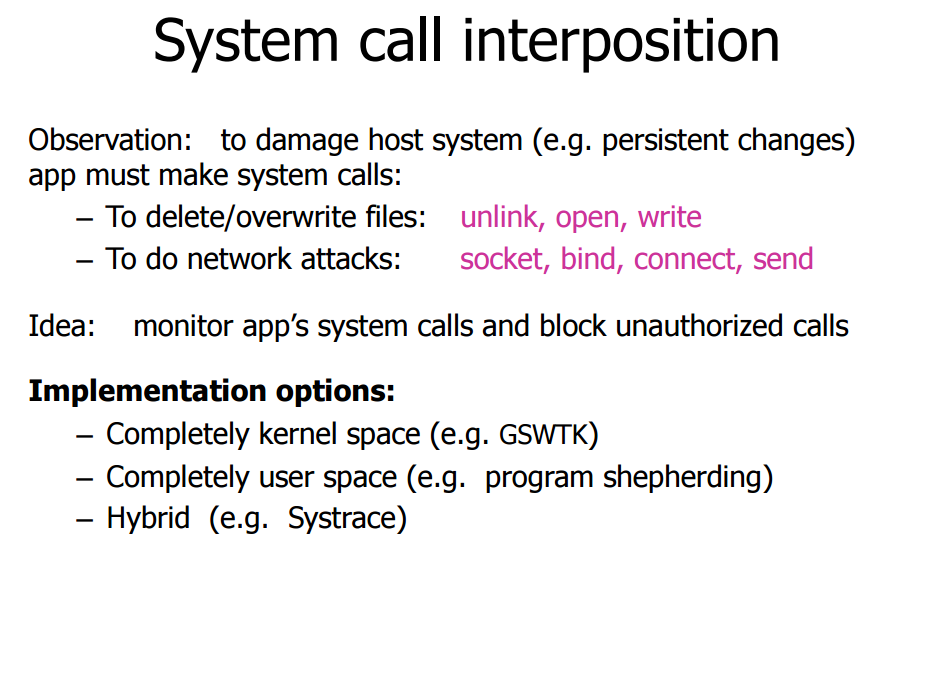 System call interposition
Observation: to damage host system (e.g. persistent changes)
app must make system calls:
– To delete/overwrite files: unlink, open, write
– To do network attacks: socket, bind, connect, send
Idea: monitor app’s system calls and block unauthorized calls
Implementation options:
– Completely kernel space (e.g. GSWTK)
– Completely user space (e.g. program shepherding)
– Hybrid (e.g. Systrace)